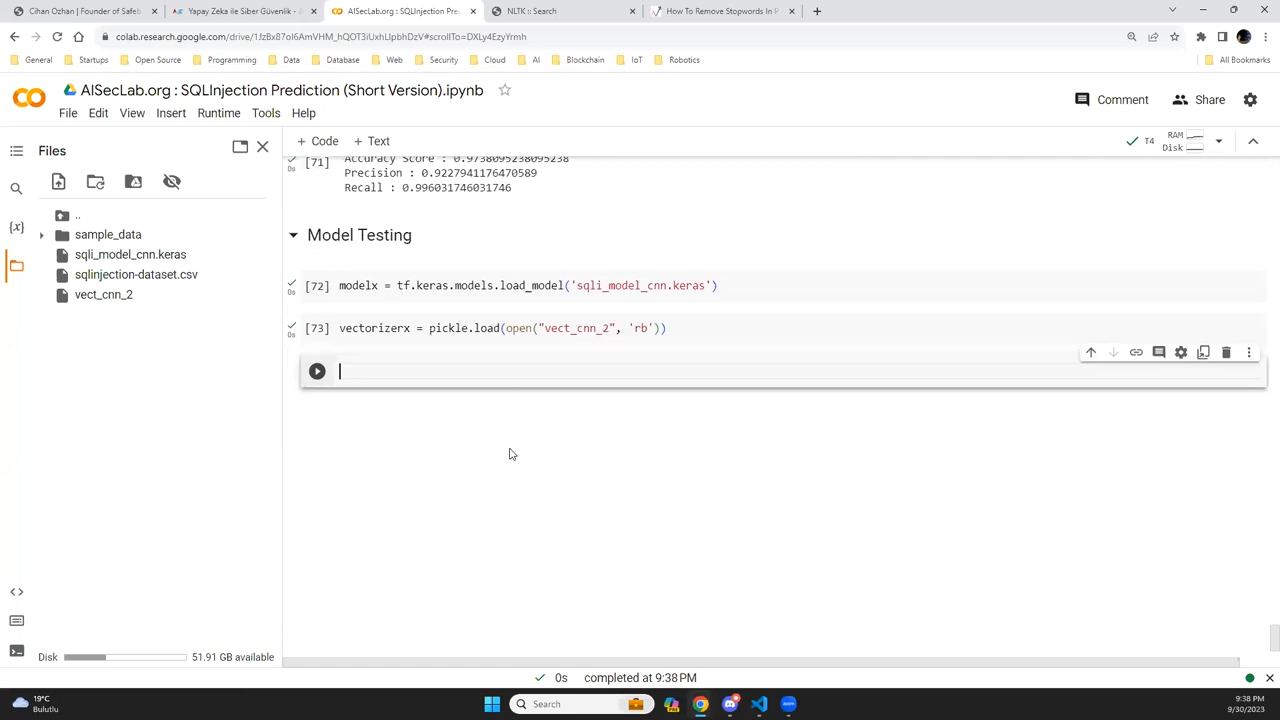 Cihan Ozhan | Founder of Safeb
Yapay Zeka ile Siber Güvenlik -
AISecLab.org : SQLInjection Pre
NLTK :: Search
How To Remove Stopwords In P
colab.research.google.com/drive/
General
Startups
Open Source
Programming
Data
Database
Web
Security
Cloud
AI
Blockchain
IoT
Robotics
All Bookmarks
AISecLab.org : SQLInjection Prediction (Short Version).ipynb
File Edit View Insert Runtime Tools Help
Comment
Share
Files
+ Code + Text
T4
RAM
Disk
[71]
0s
Accuracy Score : 0.9738095238095238
Precision : 0.9227941176470589
Recall : 0.996031746031746
..
sample_data
sqli_model_cnn.keras
sqlinjection-dataset.csv
vect_cnn_2
{x}
Model Testing
[72] modelx = tf.keras.models.load_model('sqli_model_cnn.keras')
0s
[73] vectorizerx = pickle.load(open("vect_cnn_2", 'rb'))
0s
Disk
51.91 GB available
0s completed at 9:38 PM
19°C
Bulutlu
Search
9:38 PM
9/30/2023